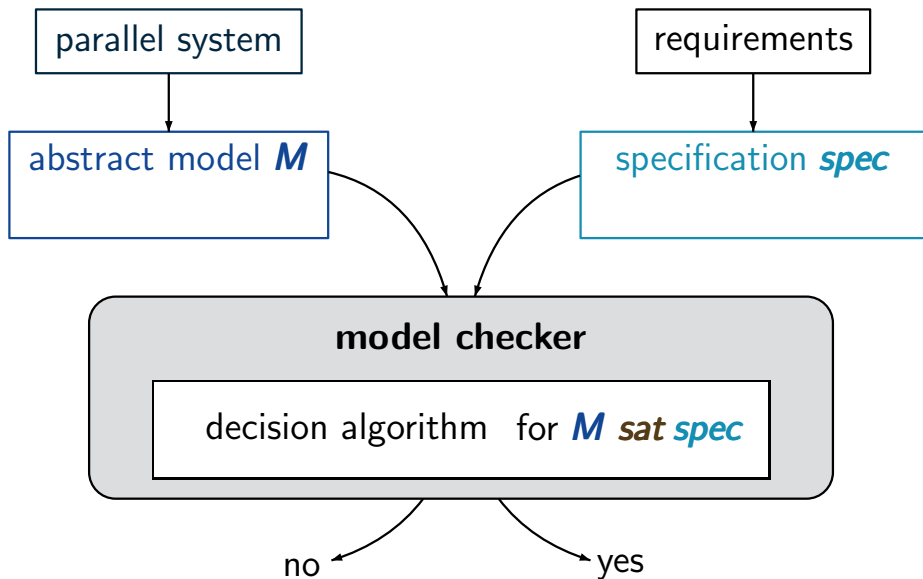 parallel system
requirements
abstract model M
specification spec
model checker
decision algorithm for M sat spec
no
yes